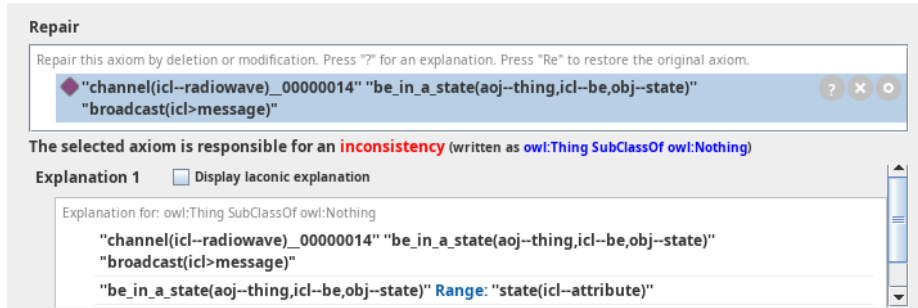 Repair
Repair this axiom by deletion or modification. Press "?" for an explanation. Press "Re" to restore the original axiom.
"channel(icl--radiowave)__00000014" "be_in_a_state(aoj--thing,icl--be,obj--state)"
"broadcast(icl>message)"
The selected axiom is responsible for an inconsistency (written as owl:Thing SubClassOf owl:Nothing)
Explanation 1 Display laconic explanation
Explanation for: owl:Thing SubClassOf owl:Nothing
"channel(icl--radiowave)__00000014" "be_in_a_state(aoj--thing,icl--be,obj--state)"
"broadcast(icl>message)"
"be_in_a_state(aoj--thing,icl--be,obj--state)" Range: "state(icl--attribute)"